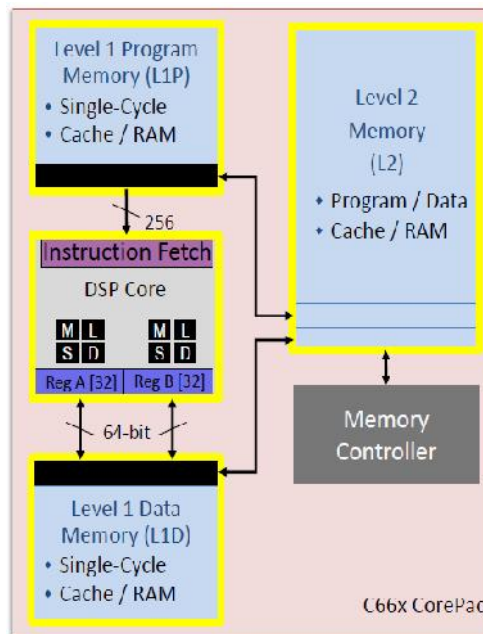 Level 1 Program
Memory (L1P)
• Single-Cycle
• Cache / RAM
256
Instruction Fetch
DSP Core
M L M L
S D S D
Reg A [32] Reg B [32]
64-bit
Level 1 Data
Memory (L1D)
• Single-Cycle
• Cache / RAM
Level 2
Memory
(L2)
• Program / Data
• Cache / RAM
Memory
Controller
C66x CorePac